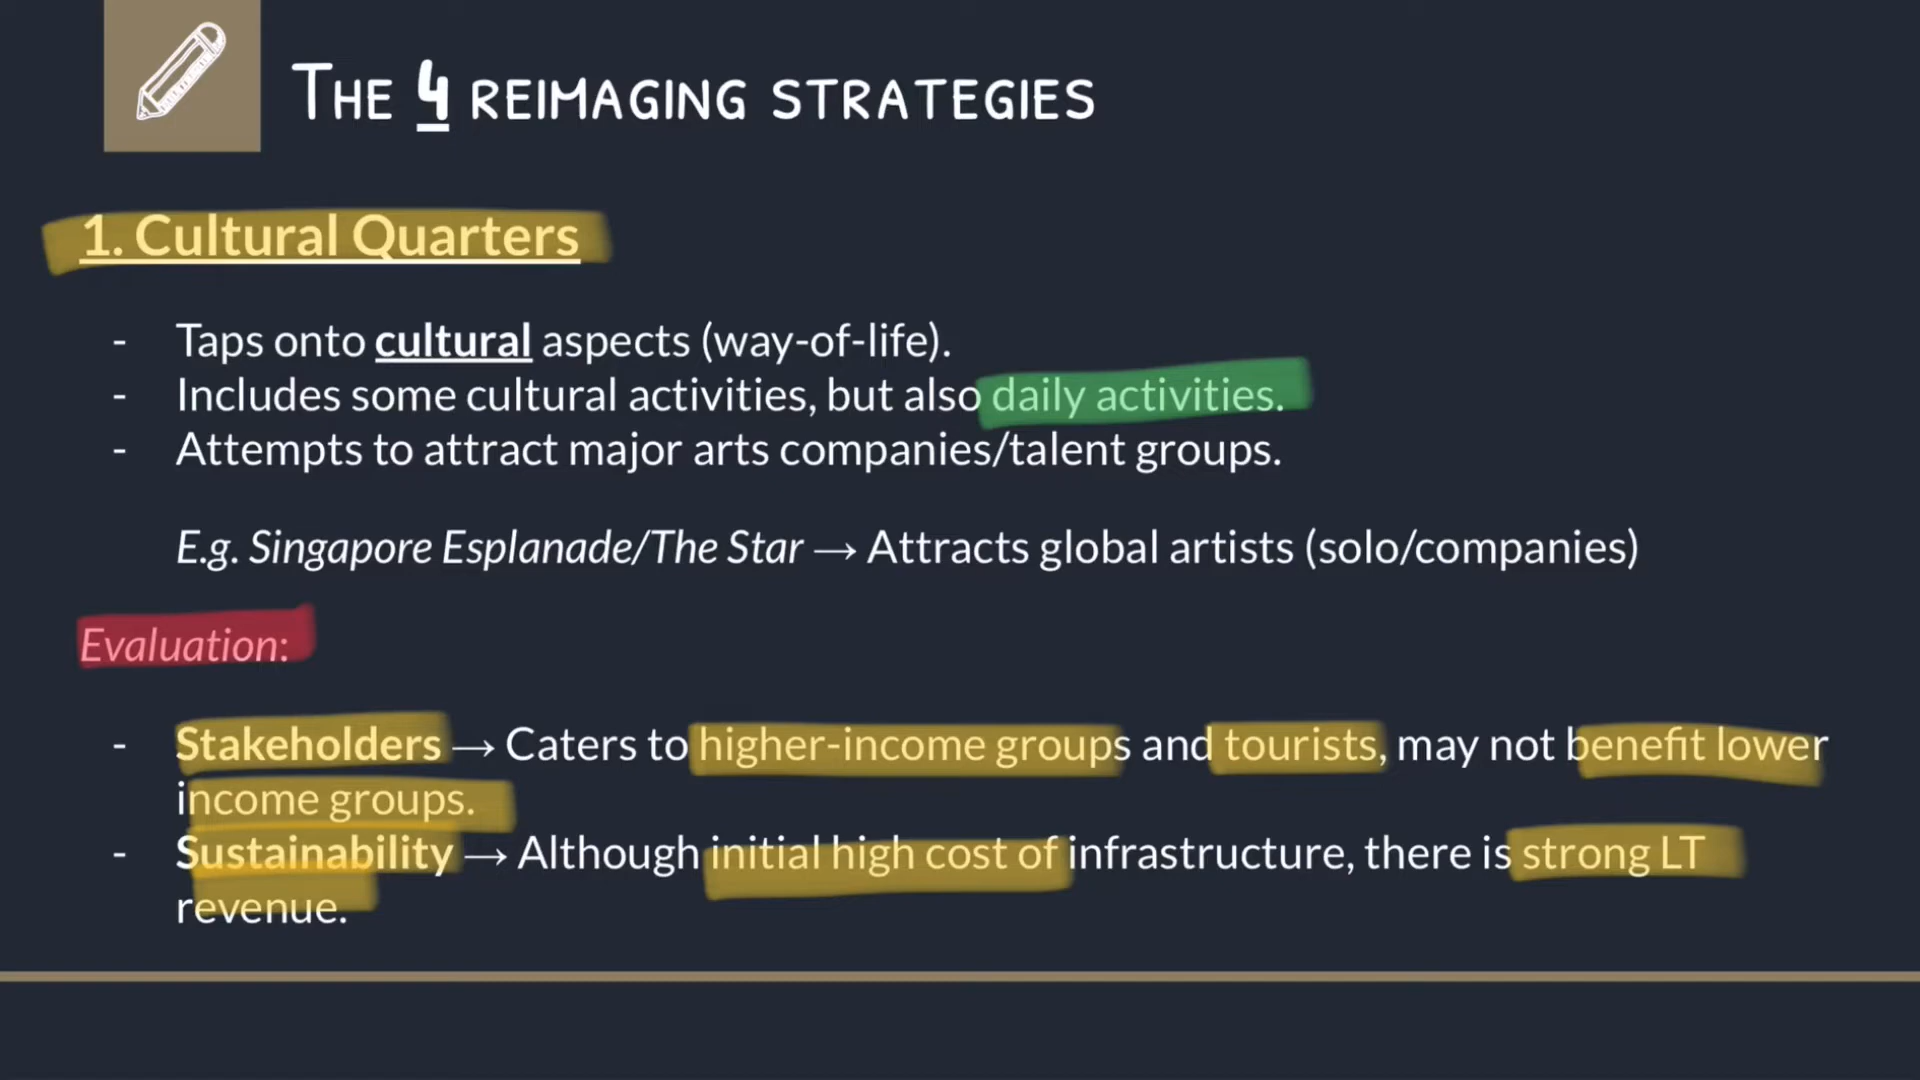 The 4 reimaging strategies
1. Cultural Quarters
- Taps onto cultural aspects (way-of-life).
- Includes some cultural activities, but also daily activities.
- Attempts to attract major arts companies/talent groups.
E.g. Singapore Esplanade/The Star → Attracts global artists (solo/companies)
Evaluation:
- Stakeholders → Caters to higher-income groups and tourists, may not benefit lower
income groups.
- Sustainability → Although initial high cost of infrastructure, there is strong LT
revenue.